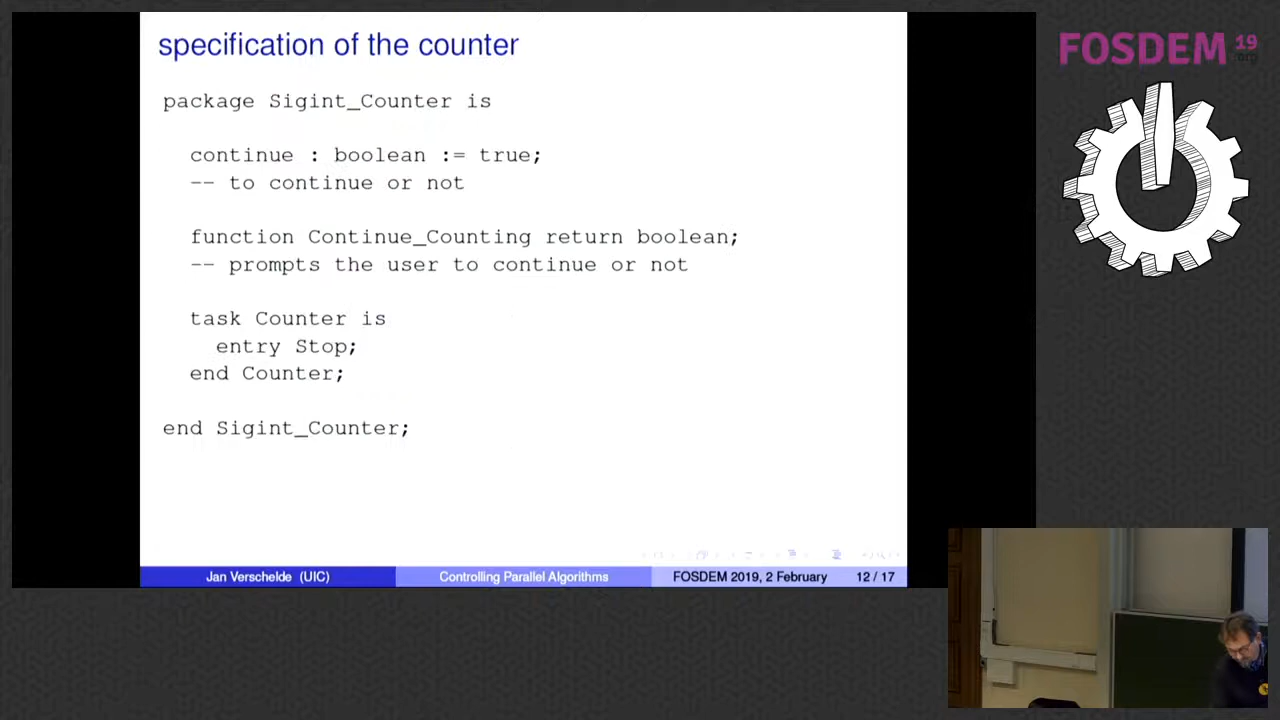 specification of the counter
package Sigint_Counter is
continue : boolean := true;
-- to continue or not
function Continue_Counting return boolean;
-- prompts the user to continue or not
task Counter is
entry Stop;
end Counter;
end Sigint_Counter;
Jan Verschelde (UIC) Controlling Parallel Algorithms FOSDEM 2019, 2 February 12 / 17
FOSDEM 19
.org